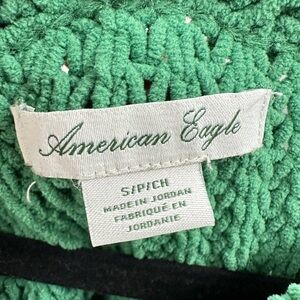 American Eagle
S/P/CH
MADE IN JORDAN
FABRIQUÉ EN
JORDANIE